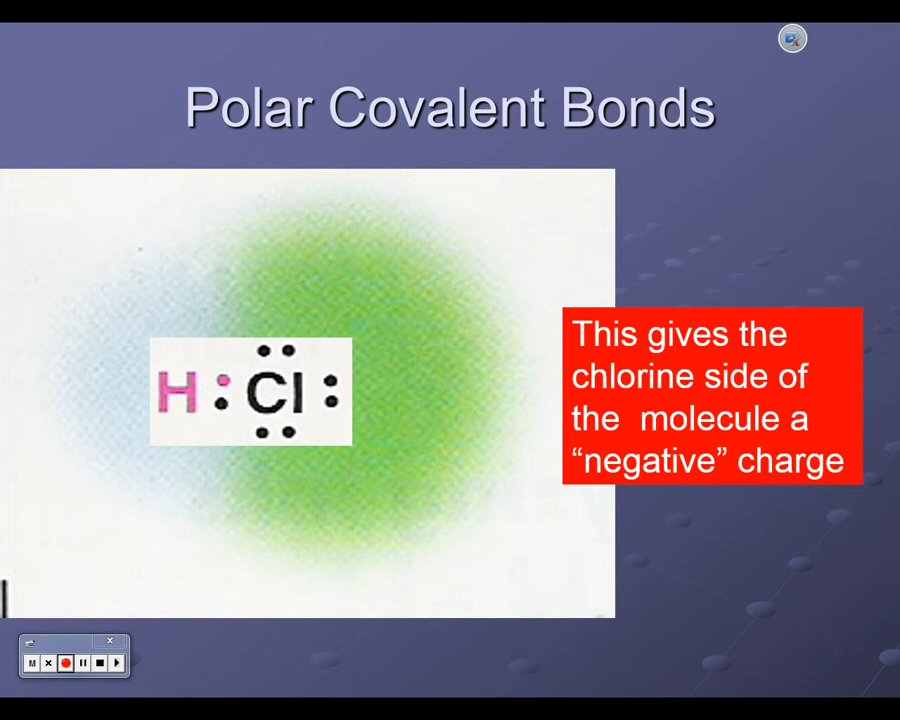 Polar Covalent Bonds
H Cl
This gives the
chlorine side of
the  molecule a
“negative” charge
M